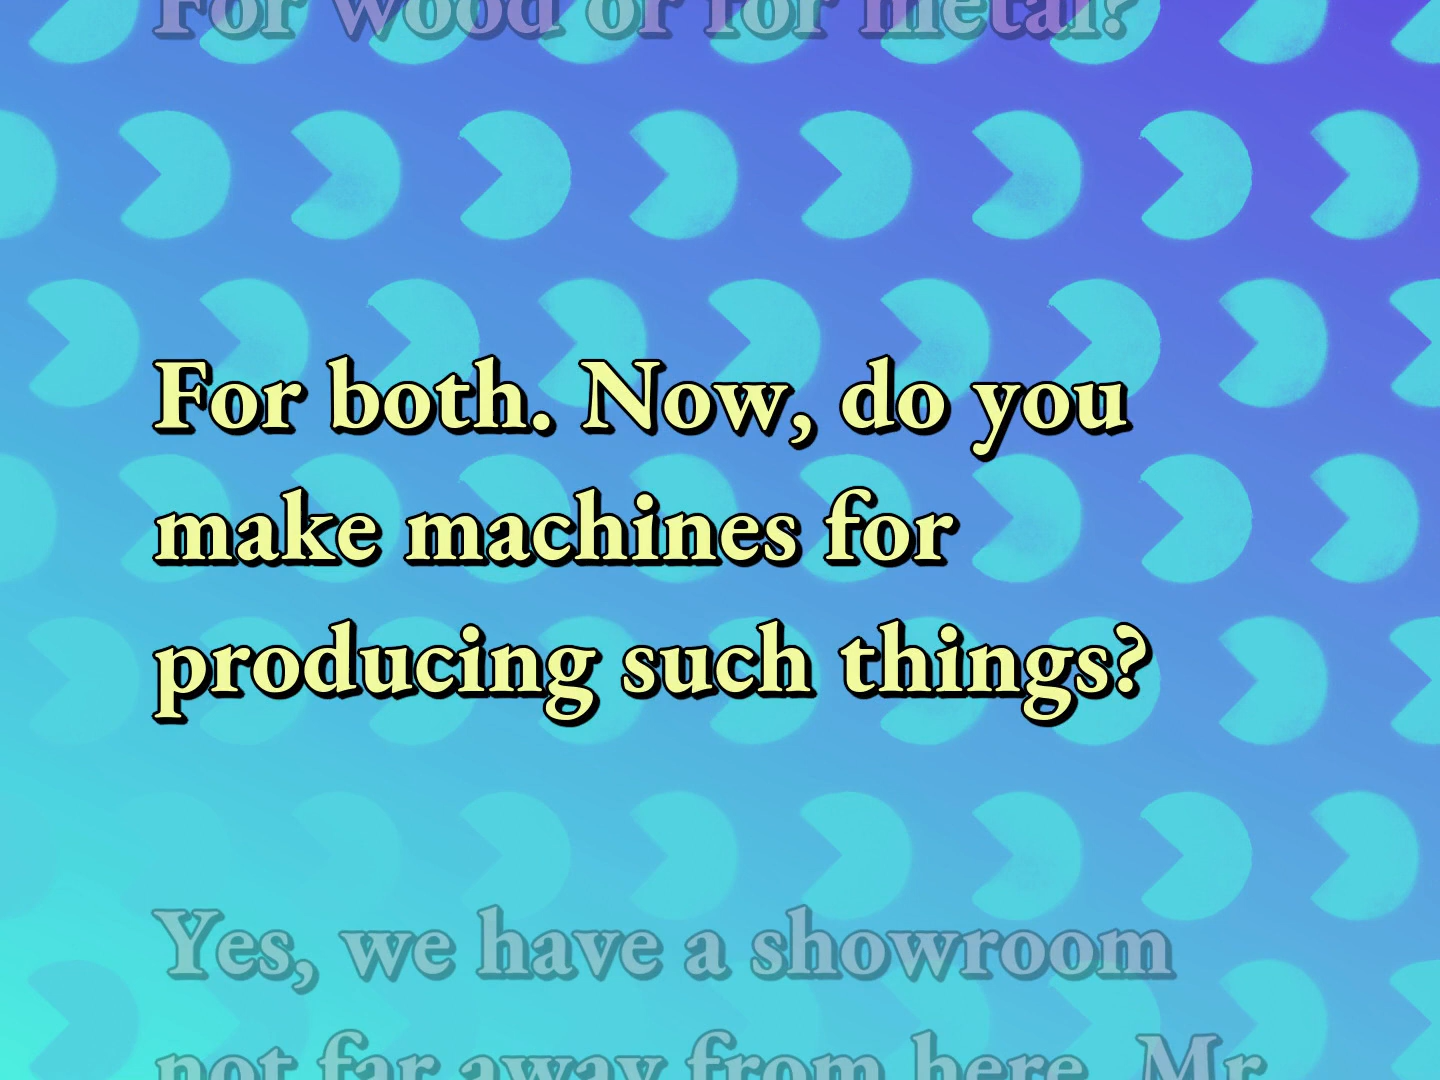 For wood or for metal?
For both. Now, do you
make machines for
producing such things?
Yes, we have a showroom
not far away from here. Mr